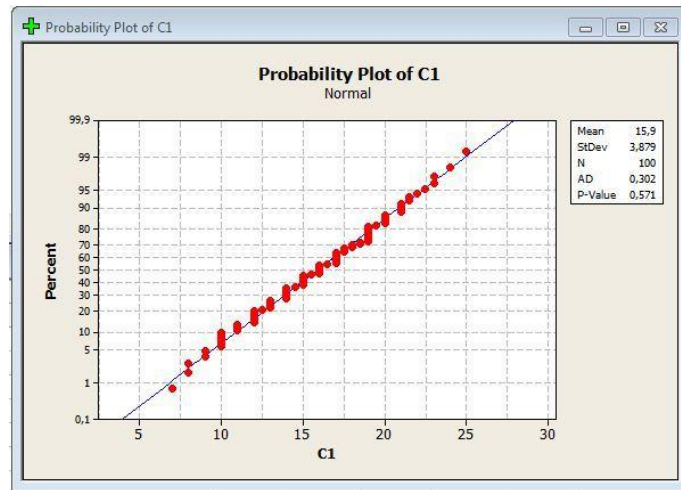 Probability Plot of C1
Probability Plot of C1
Normal
Mean 15,9
StDev 3,879
N 100
AD 0,302
P-Value 0,571
Percent
99,9
99
95
90
80
70
60
50
40
30
20
10
5
1
0,1
5 10 15 20 25 30
C1